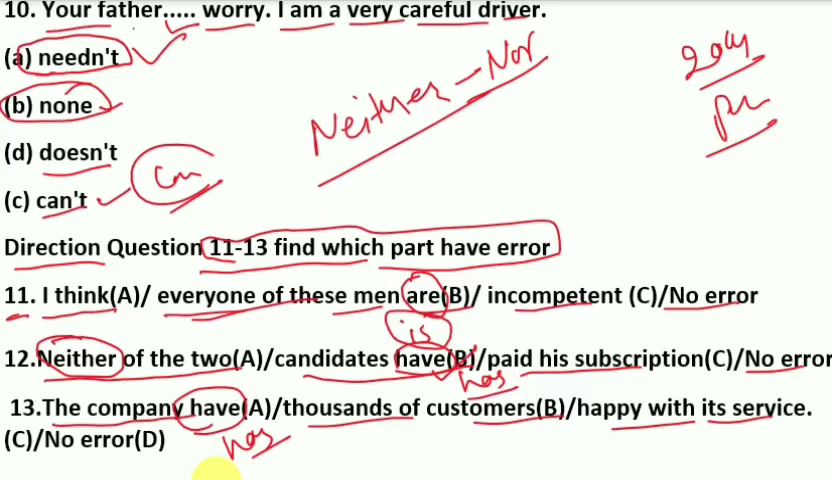 10. Your father..... worry. I am a very careful driver.
(a) needn't
Neither - Nor
(b) none
(d) doesn't
(c) can't
Direction Question 11-13 find which part have error
11. I think(A)/ everyone of these men are(B)/ incompetent (C)/No error
is
12.Neither of the two(A)/candidates have(B)/paid his subscription(C)/No error
has
13.The company have(A)/thousands of customers(B)/happy with its service.
(C)/No error(D)
has